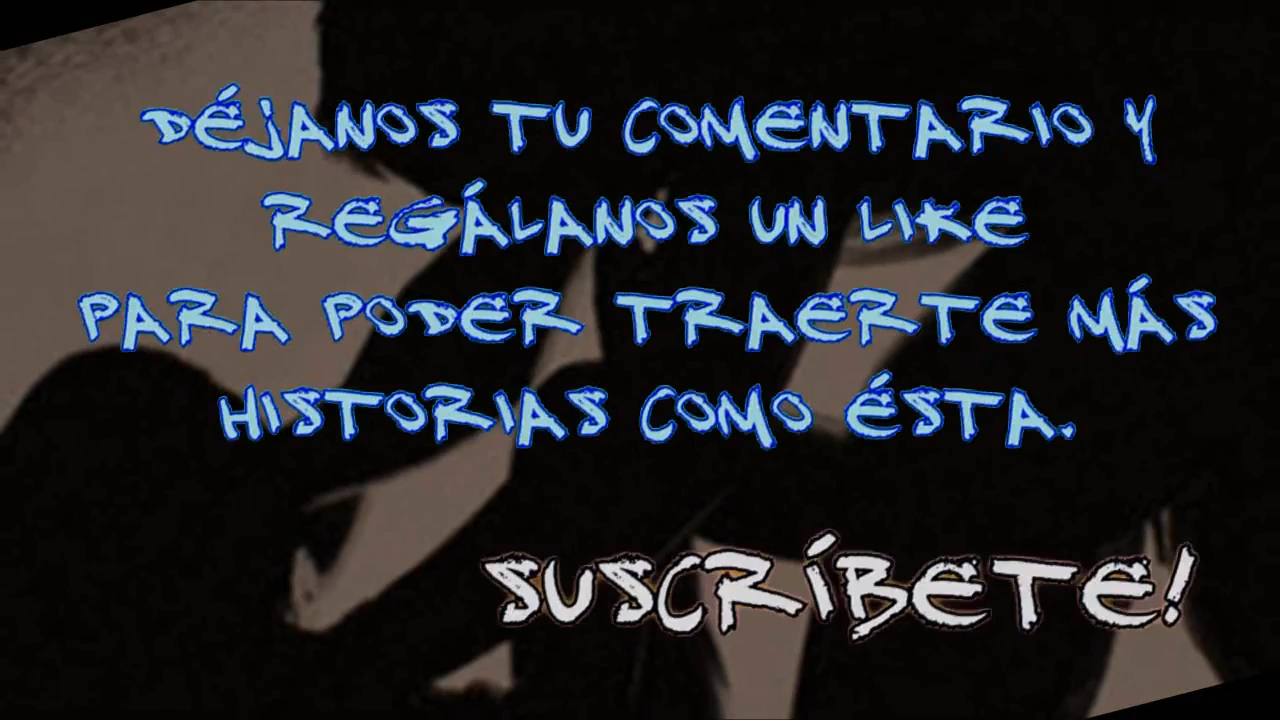 DÉJANOS TU COMENTARIO Y
REGÁLANOS UN LIKE
PARA PODER TRAERTE MÁS
HISTORIAS COMO ÉSTA.
SUSCRÍBETE!